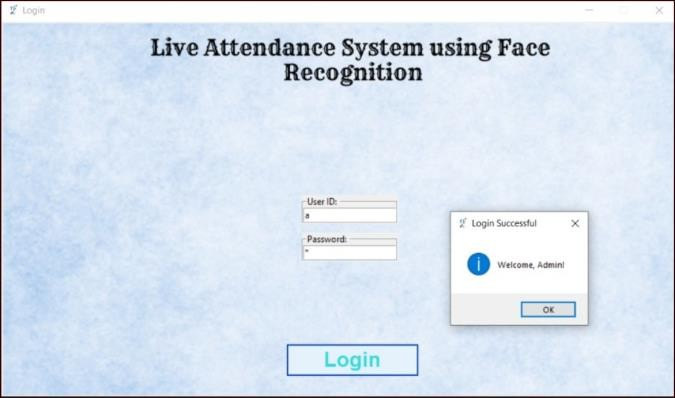 Login
Live Attendance System using Face
Recognition
User ID:
a
Password:
*
Login Successful
Welcome, Admin!
OK
Login